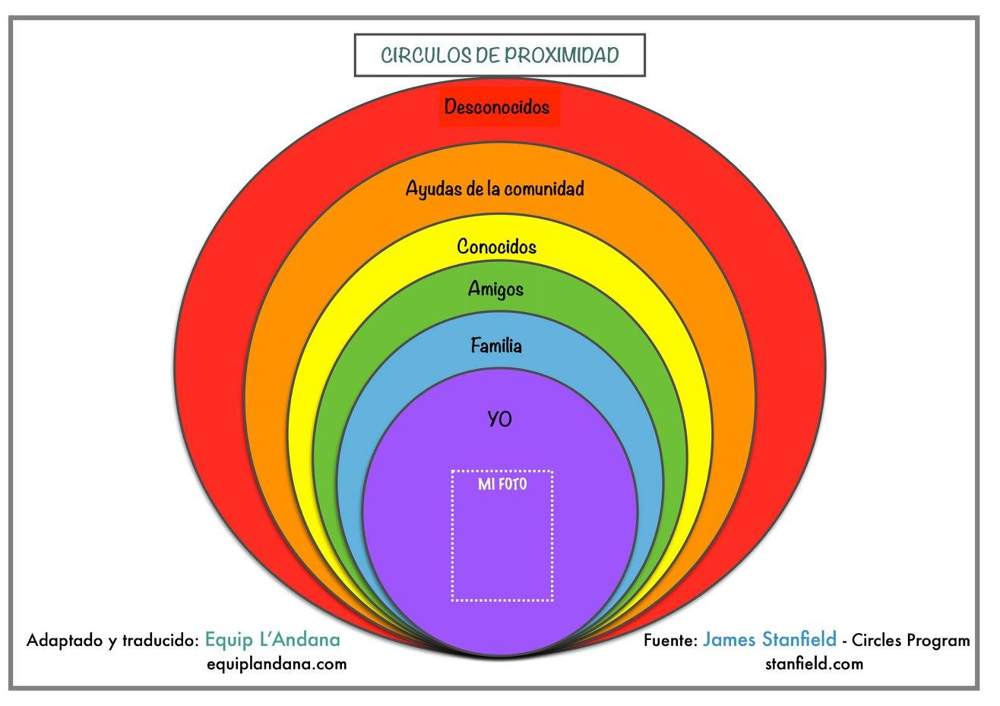 CIRCULOS DE PROXIMIDAD
Desconocidos
Ayudas de la comunidad
Conocidos
Amigos
Familia
YO
MI FOTO
Adaptado y traducido: Equip L'Andana
equiplandana.com
Fuente: James Stanfield - Circles Program
stanfield.com